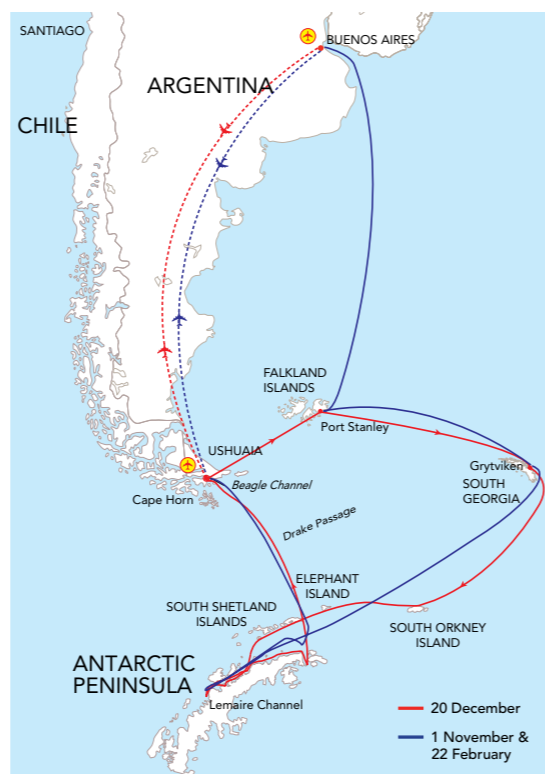 SANTIAGO
BUENOS AIRES
ARGENTINA
CHILE
FALKLAND
ISLANDS
Port Stanley
USHUAIA
Grytviken
Beagle Channel
SOUTH
GEORGIA
Cape Horn
Drake Passage
ELEPHANT
ISLAND
SOUTH SHETLAND
ISLANDS
SOUTH ORKNEY
ISLAND
ANTARCTIC
PENINSULA
Lemaire Channel
20 December
1 November &
22 February